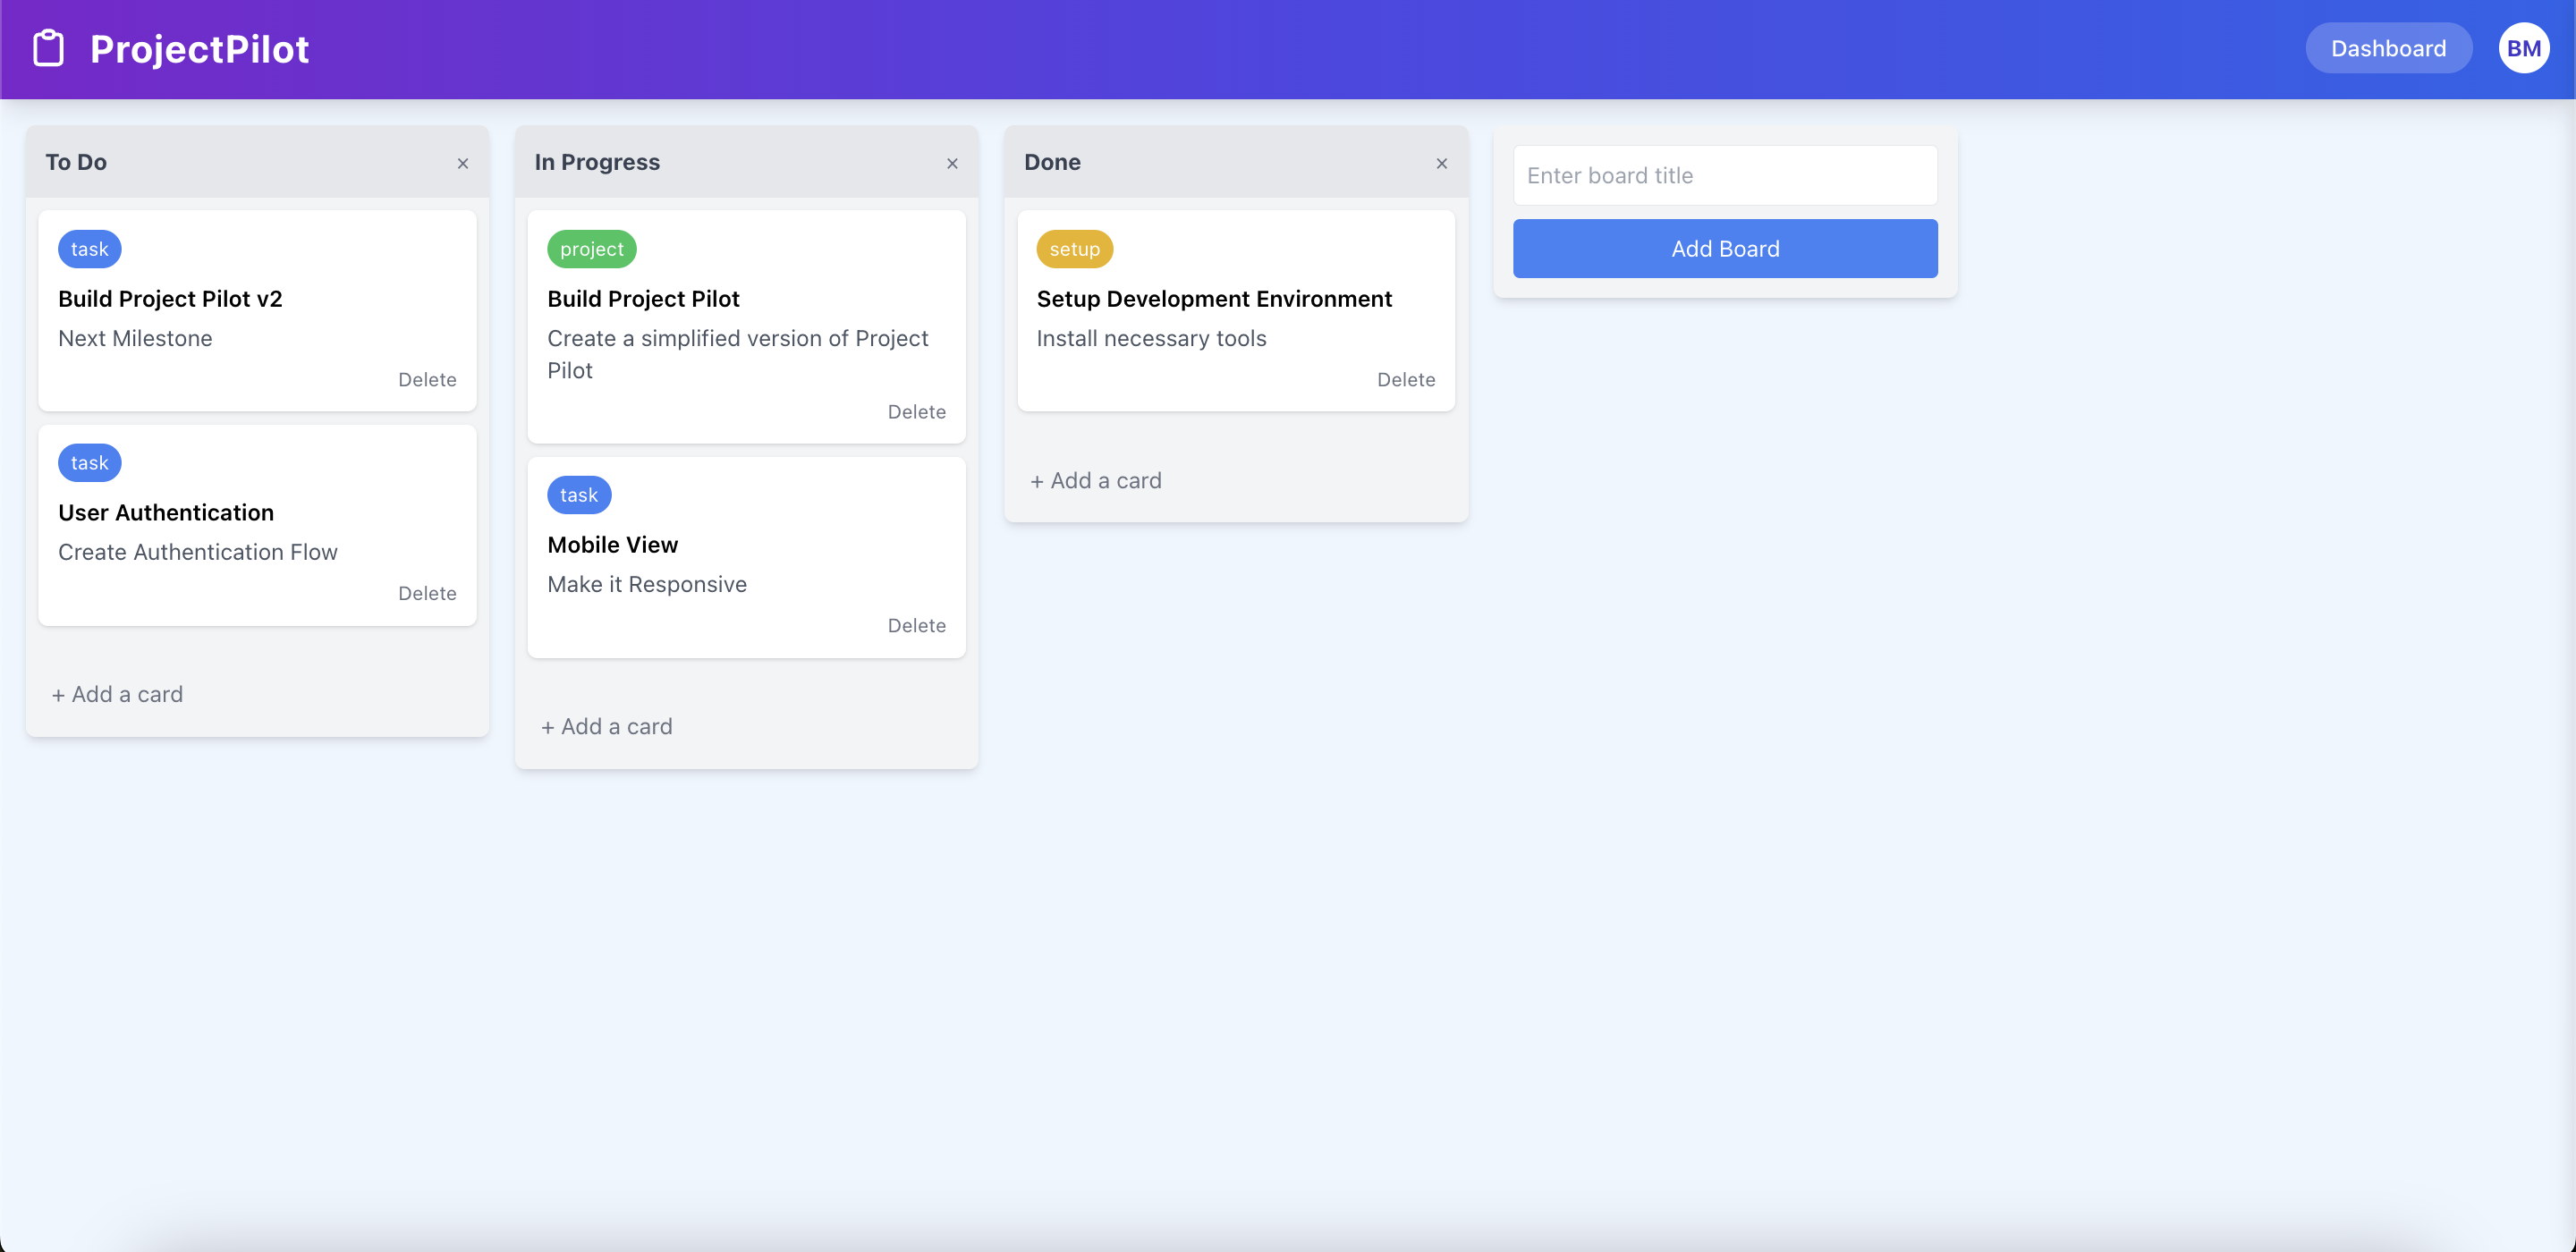 ProjectPilot
Dashboard
BM
To Do
×
task
Build Project Pilot v2
Next Milestone
Delete
task
User Authentication
Create Authentication Flow
Delete
+ Add a card
In Progress
×
project
Build Project Pilot
Create a simplified version of Project
Pilot
Delete
task
Mobile View
Make it Responsive
Delete
+ Add a card
Done
×
setup
Setup Development Environment
Install necessary tools
Delete
+ Add a card
Enter board title
Add Board